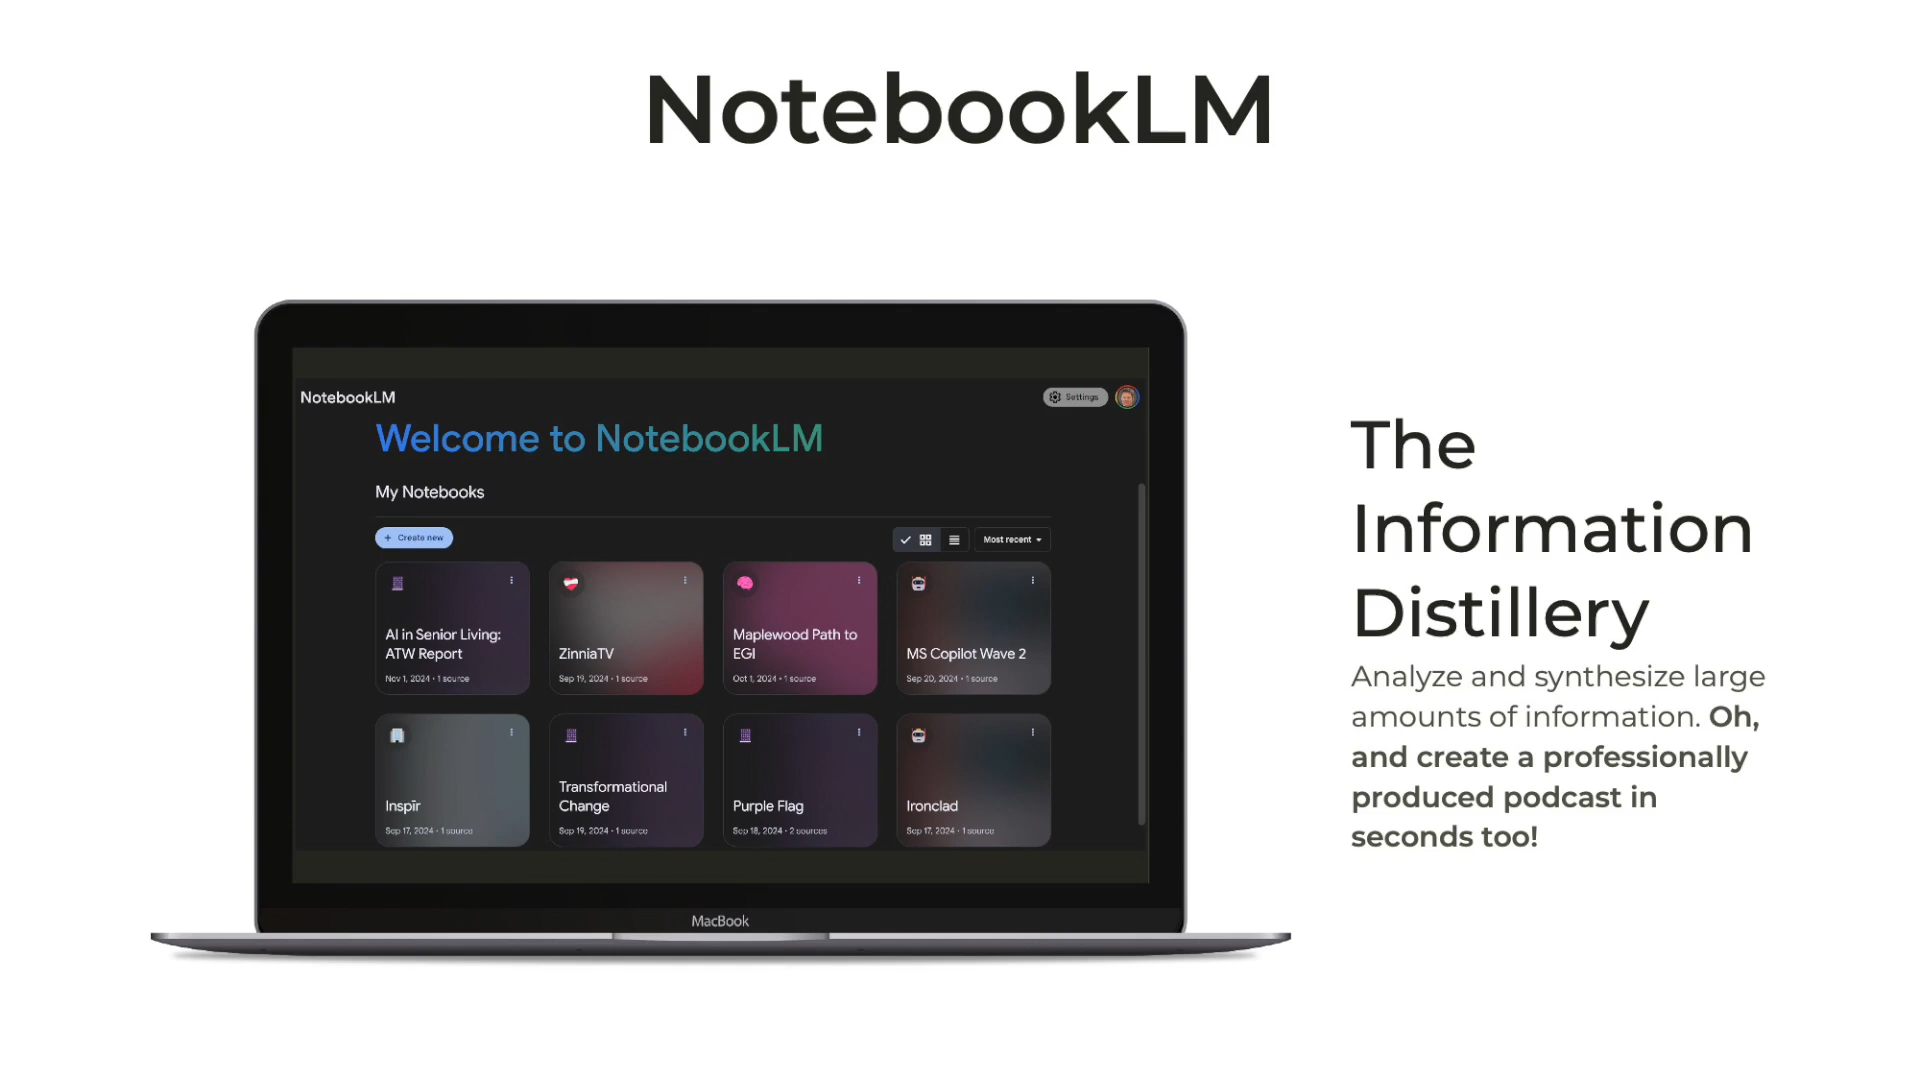 NotebookLM
NotebookLM
Settings
Welcome to NotebookLM
My Notebooks
+ Create new
Most recent
AI in Senior Living:
ATW Report
Nov 1, 2024 • 1 source
ZinniaTV
Sep 19, 2024 • 1 source
Maplewood Path to
EGI
Oct 1, 2024 • 1 source
MS Copilot Wave 2
Sep 20, 2024 • 1 source
Inspīr
Sep 17, 2024 • 1 source
Transformational
Change
Sep 19, 2024 • 1 source
Purple Flag
Sep 18, 2024 • 2 sources
Ironclad
Sep 17, 2024 • 1 source
MacBook
The
Information
Distillery
Analyze and synthesize large
amounts of information. Oh,
and create a professionally
produced podcast in
seconds too!